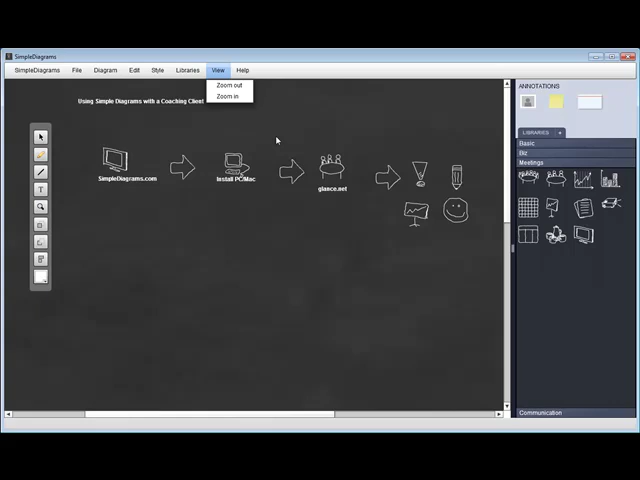 SimpleDiagrams
SimpleDiagrams File Diagram Edit Style Libraries View Help
Zoom out
Zoom in
Using Simple Diagrams with a Coaching Client
SimpleDiagrams.com
Install PC/Mac
glance.net
T
ANNOTATIONS
LIBRARIES +
Basic
Biz
Meetings
Communication